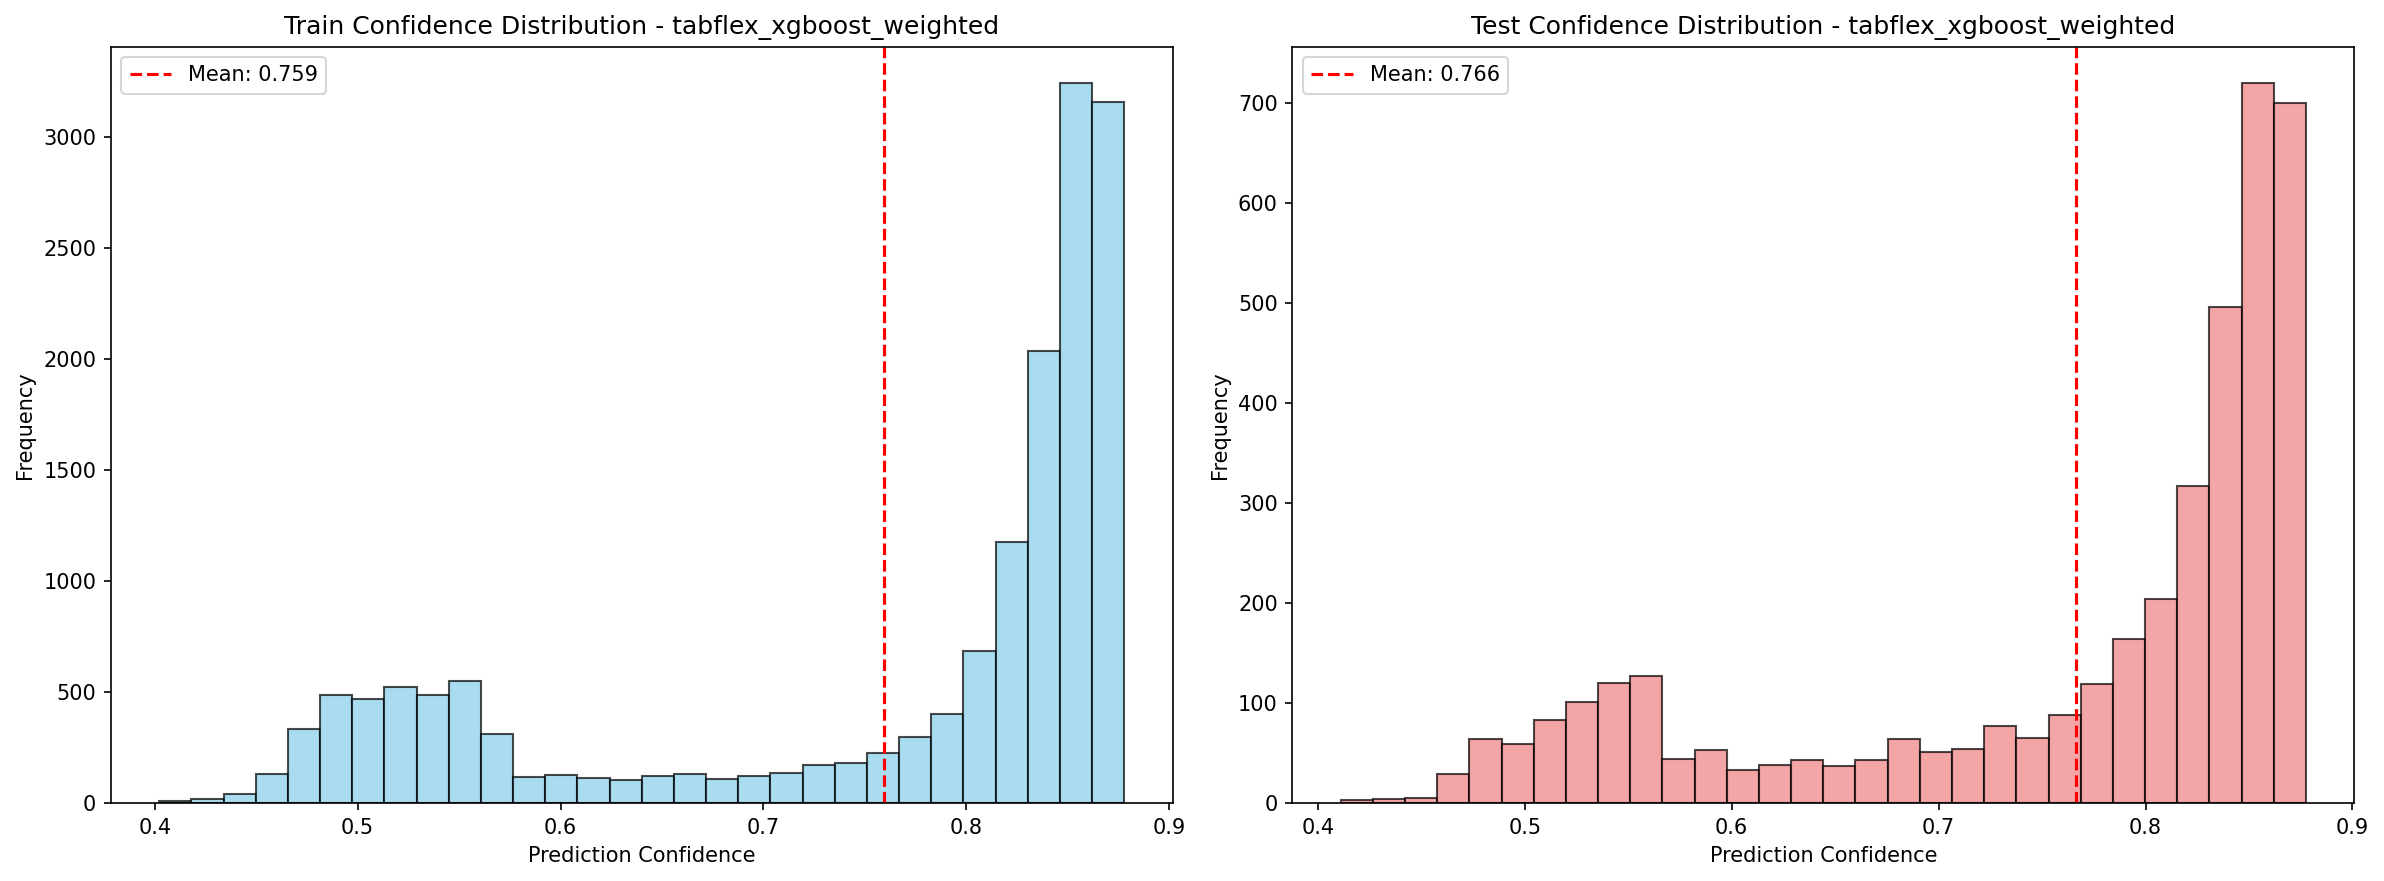 Train Confidence Distribution - tabflex_xgboost_weighted
Mean: 0.759
Frequency
3000
2500
2000
1500
1000
500
0
0.4 0.5 0.6 0.7 0.8 0.9
Prediction Confidence
Test Confidence Distribution - tabflex_xgboost_weighted
Mean: 0.766
Frequency
700
600
500
400
300
200
100
0
0.4 0.5 0.6 0.7 0.8 0.9
Prediction Confidence